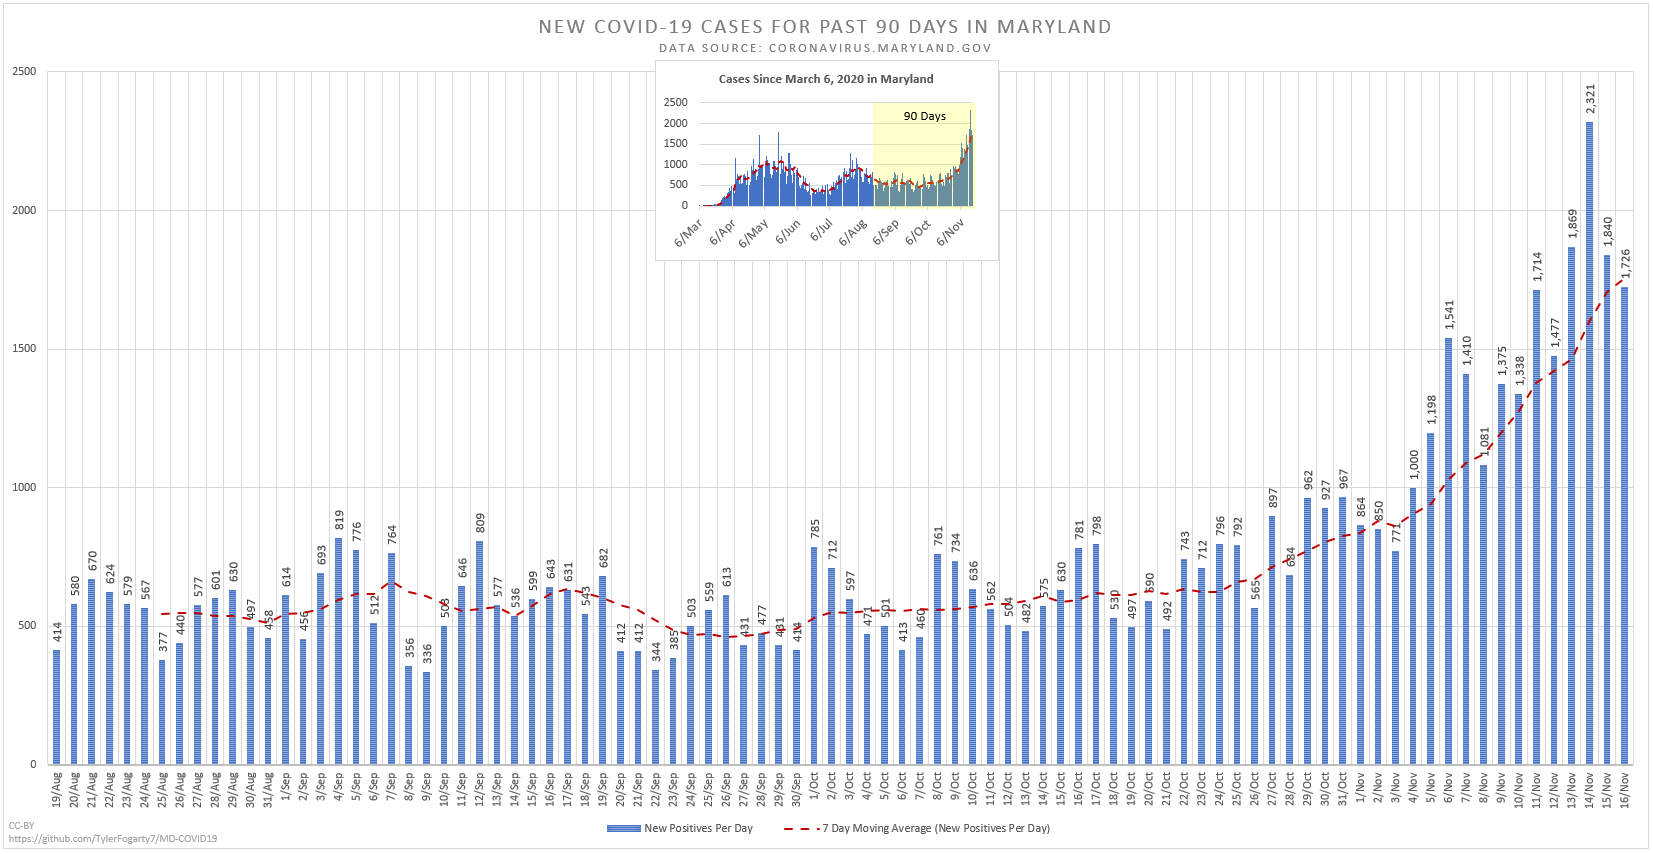 NEW COVID-19 CASES FOR PAST 90 DAYS IN MARYLAND
DATA SOURCE: CORONAVIRUS.MARYLAND.GOV
Cases Since March 6, 2020 in Maryland
90 Days
2500
2000
1500
1000
500
0
6/Mar 6/Apr 6/May 6/Jun 6/Jul 6/Aug 6/Sep 6/Oct 6/Nov
2500
2000
1500
1000
500
0
414 580 670 624 579 567 377 440 577 601 630 497 458 614 456 693 819 776 512 764 356 336 503 646 809 577 536 599 643 631 543 682 412 412 344 385 503 559 613 431 477 431 414 785 712 597 471 501 413 460 761 734 636 562 504 482 575 630 781 798 530 497 590 492 743 712 796 792 565 897 684 962 927 967 864 850 771 1,000 1,198 1,541 1,410 1,081 1,375 1,338 1,714 1,477 1,869 2,321 1,840 1,726
19/Aug 20/Aug 21/Aug 22/Aug 23/Aug 24/Aug 25/Aug 26/Aug 27/Aug 28/Aug 29/Aug 30/Aug 31/Aug 1/Sep 2/Sep 3/Sep 4/Sep 5/Sep 6/Sep 7/Sep 8/Sep 9/Sep 10/Sep 11/Sep 12/Sep 13/Sep 14/Sep 15/Sep 16/Sep 17/Sep 18/Sep 19/Sep 20/Sep 21/Sep 22/Sep 23/Sep 24/Sep 25/Sep 26/Sep 27/Sep 28/Sep 29/Sep 30/Sep 1/Oct 2/Oct 3/Oct 4/Oct 5/Oct 6/Oct 7/Oct 8/Oct 9/Oct 10/Oct 11/Oct 12/Oct 13/Oct 14/Oct 15/Oct 16/Oct 17/Oct 18/Oct 19/Oct 20/Oct 21/Oct 22/Oct 23/Oct 24/Oct 25/Oct 26/Oct 27/Oct 28/Oct 29/Oct 30/Oct 31/Oct 1/Nov 2/Nov 3/Nov 4/Nov 5/Nov 6/Nov 7/Nov 8/Nov 9/Nov 10/Nov 11/Nov 12/Nov 13/Nov 14/Nov 15/Nov 16/Nov
New Positives Per Day 7 Day Moving Average (New Positives Per Day)
CC-BY
https://github.com/TylerFogarty7/MD-COVID19